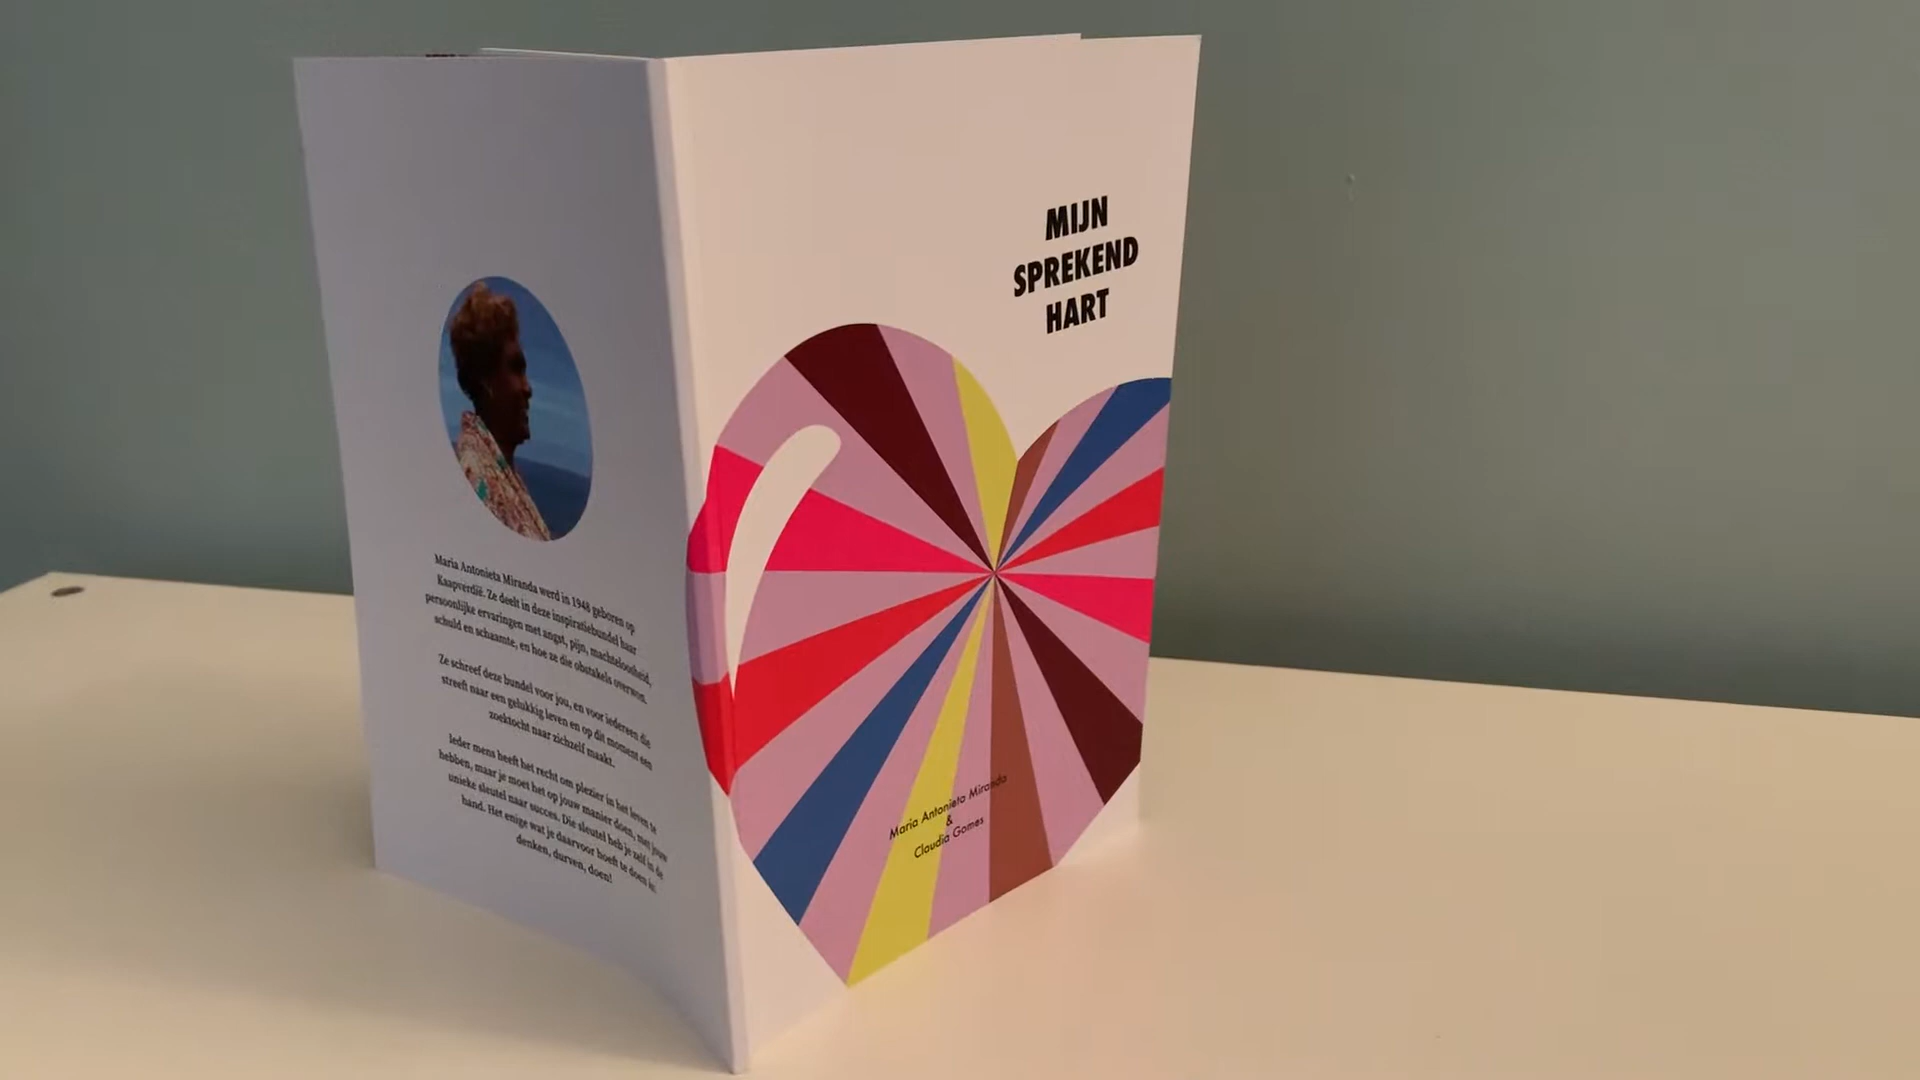 MIJN
SPREKEND
HART
Maria Antonieta Miranda
&
Claudia Gomes
Maria Antonieta Miranda werd in 1948 geboren op
Kaapverdië. Ze deelt in deze inspiratiebundel haar
persoonlijke ervaringen met angst, pijn, machteloosheid,
schuld en schaamte, en hoe ze die obstakels overwon.
Ze schreef deze bundel voor jou, en voor iedereen die
streeft naar een gelukkig leven en op dit moment een
zoektocht naar zichzelf maakt.
Ieder mens heeft het recht om plezier in het leven te
hebben, maar je moet het op jouw manier doen, met jouw
unieke sleutel naar succes. Die sleutel heb je zelf in de
hand. Het enige wat je daarvoor hoeft te doen is:
denken, durven, doen!